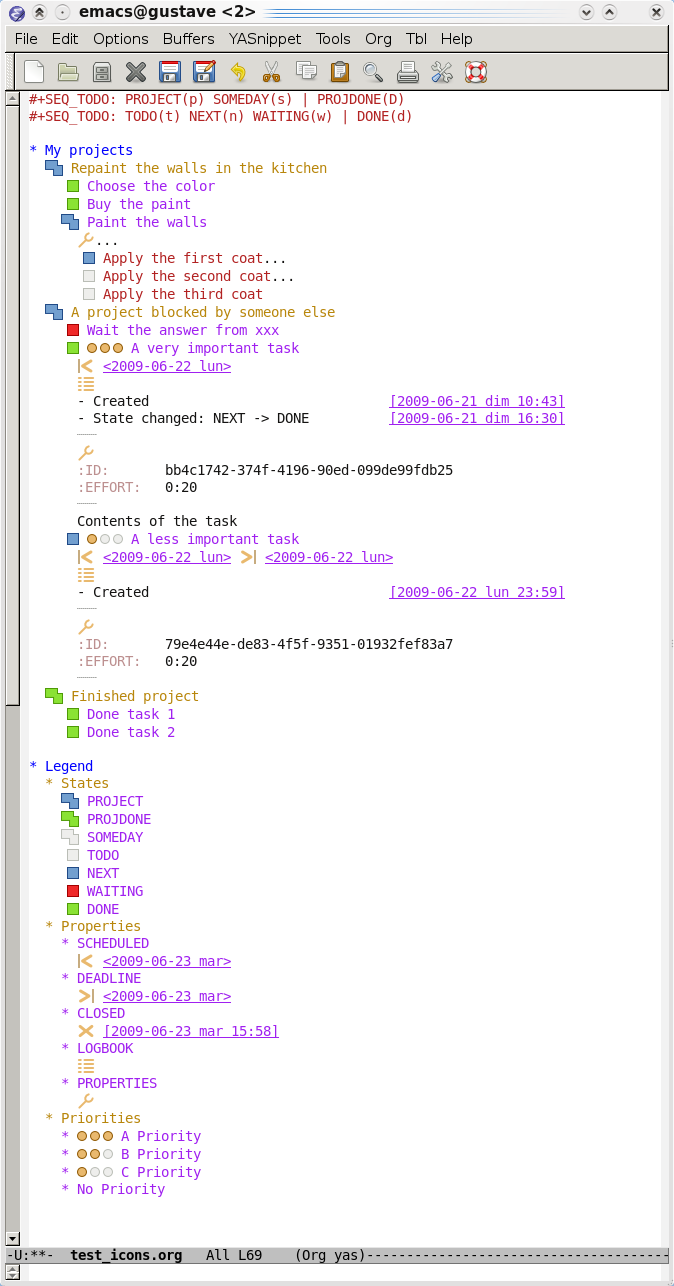 emacs@gustave <2>
File Edit Options Buffers YASnippet Tools Org Tbl Help
#+SEQ_TODO: PROJECT(p) SOMEDAY(s) | PROJDONE(D)
#+SEQ_TODO: TODO(t) NEXT(n) WAITING(w) | DONE(d)
* My projects
Repaint the walls in the kitchen
Choose the color
Buy the paint
Paint the walls
...
Apply the first coat...
Apply the second coat...
Apply the third coat
A project blocked by someone else
Wait the answer from xxx
A very important task
<2009-06-22 lun>
- Created [2009-06-21 dim 10:43]
- State changed: NEXT -> DONE [2009-06-21 dim 16:30]
:ID: bb4c1742-374f-4196-90ed-099de99fdb25
:EFFORT: 0:20
Contents of the task
A less important task
<2009-06-22 lun> <2009-06-22 lun>
- Created [2009-06-22 lun 23:59]
:ID: 79e4e44e-de83-4f5f-9351-01932fef83a7
:EFFORT: 0:20
Finished project
Done task 1
Done task 2
* Legend
* States
PROJECT
PROJDONE
SOMEDAY
TODO
NEXT
WAITING
DONE
* Properties
* SCHEDULED
<2009-06-23 mar>
* DEADLINE
<2009-06-23 mar>
* CLOSED
[2009-06-23 mar 15:58]
* LOGBOOK
* PROPERTIES
* Priorities
* A Priority
* B Priority
* C Priority
* No Priority
-U:**- test_icons.org All L69 (Org yas)--------------------------------------